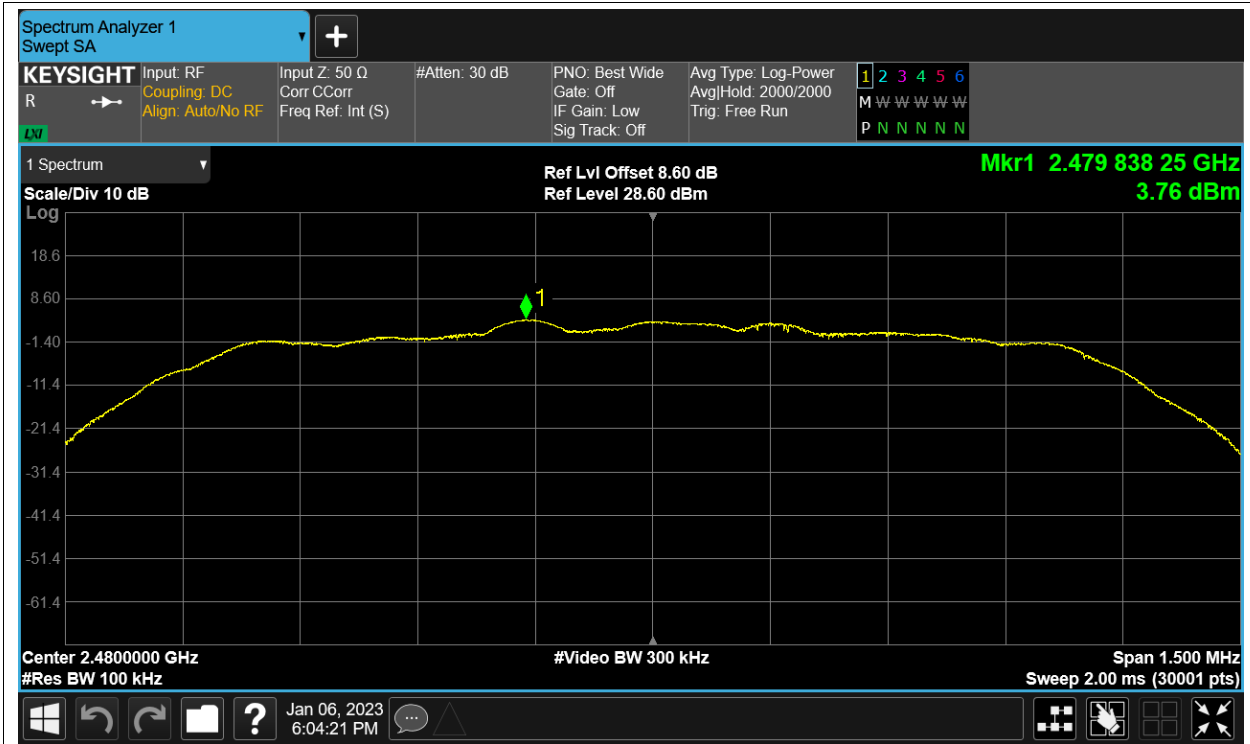 Spectrum Analyzer 1
Swept SA
KEYSIGHT
R
LXI
Input: RF
Coupling: DC
Align: Auto/No RF
Input Z: 50 Ω
Corr CCorr
Freq Ref: Int (S)
#Atten: 30 dB
PNO: Best Wide
Gate: Off
IF Gain: Low
Sig Track: Off
Avg Type: Log-Power
Avg|Hold: 2000/2000
Trig: Free Run
1 2 3 4 5 6
M W W W W W
P N N N N N
1 Spectrum
Scale/Div 10 dB
Ref Lvl Offset 8.60 dB
Ref Level 28.60 dBm
Mkr1 2.479 838 25 GHz
3.76 dBm
Log
18.6
8.60
1
-1.40
-11.4
-21.4
-31.4
-41.4
-51.4
-61.4
Center 2.4800000 GHz
#Video BW 300 kHz
Span 1.500 MHz
#Res BW 100 kHz
Sweep 2.00 ms (30001 pts)
?
Jan 06, 2023
6:04:21 PM